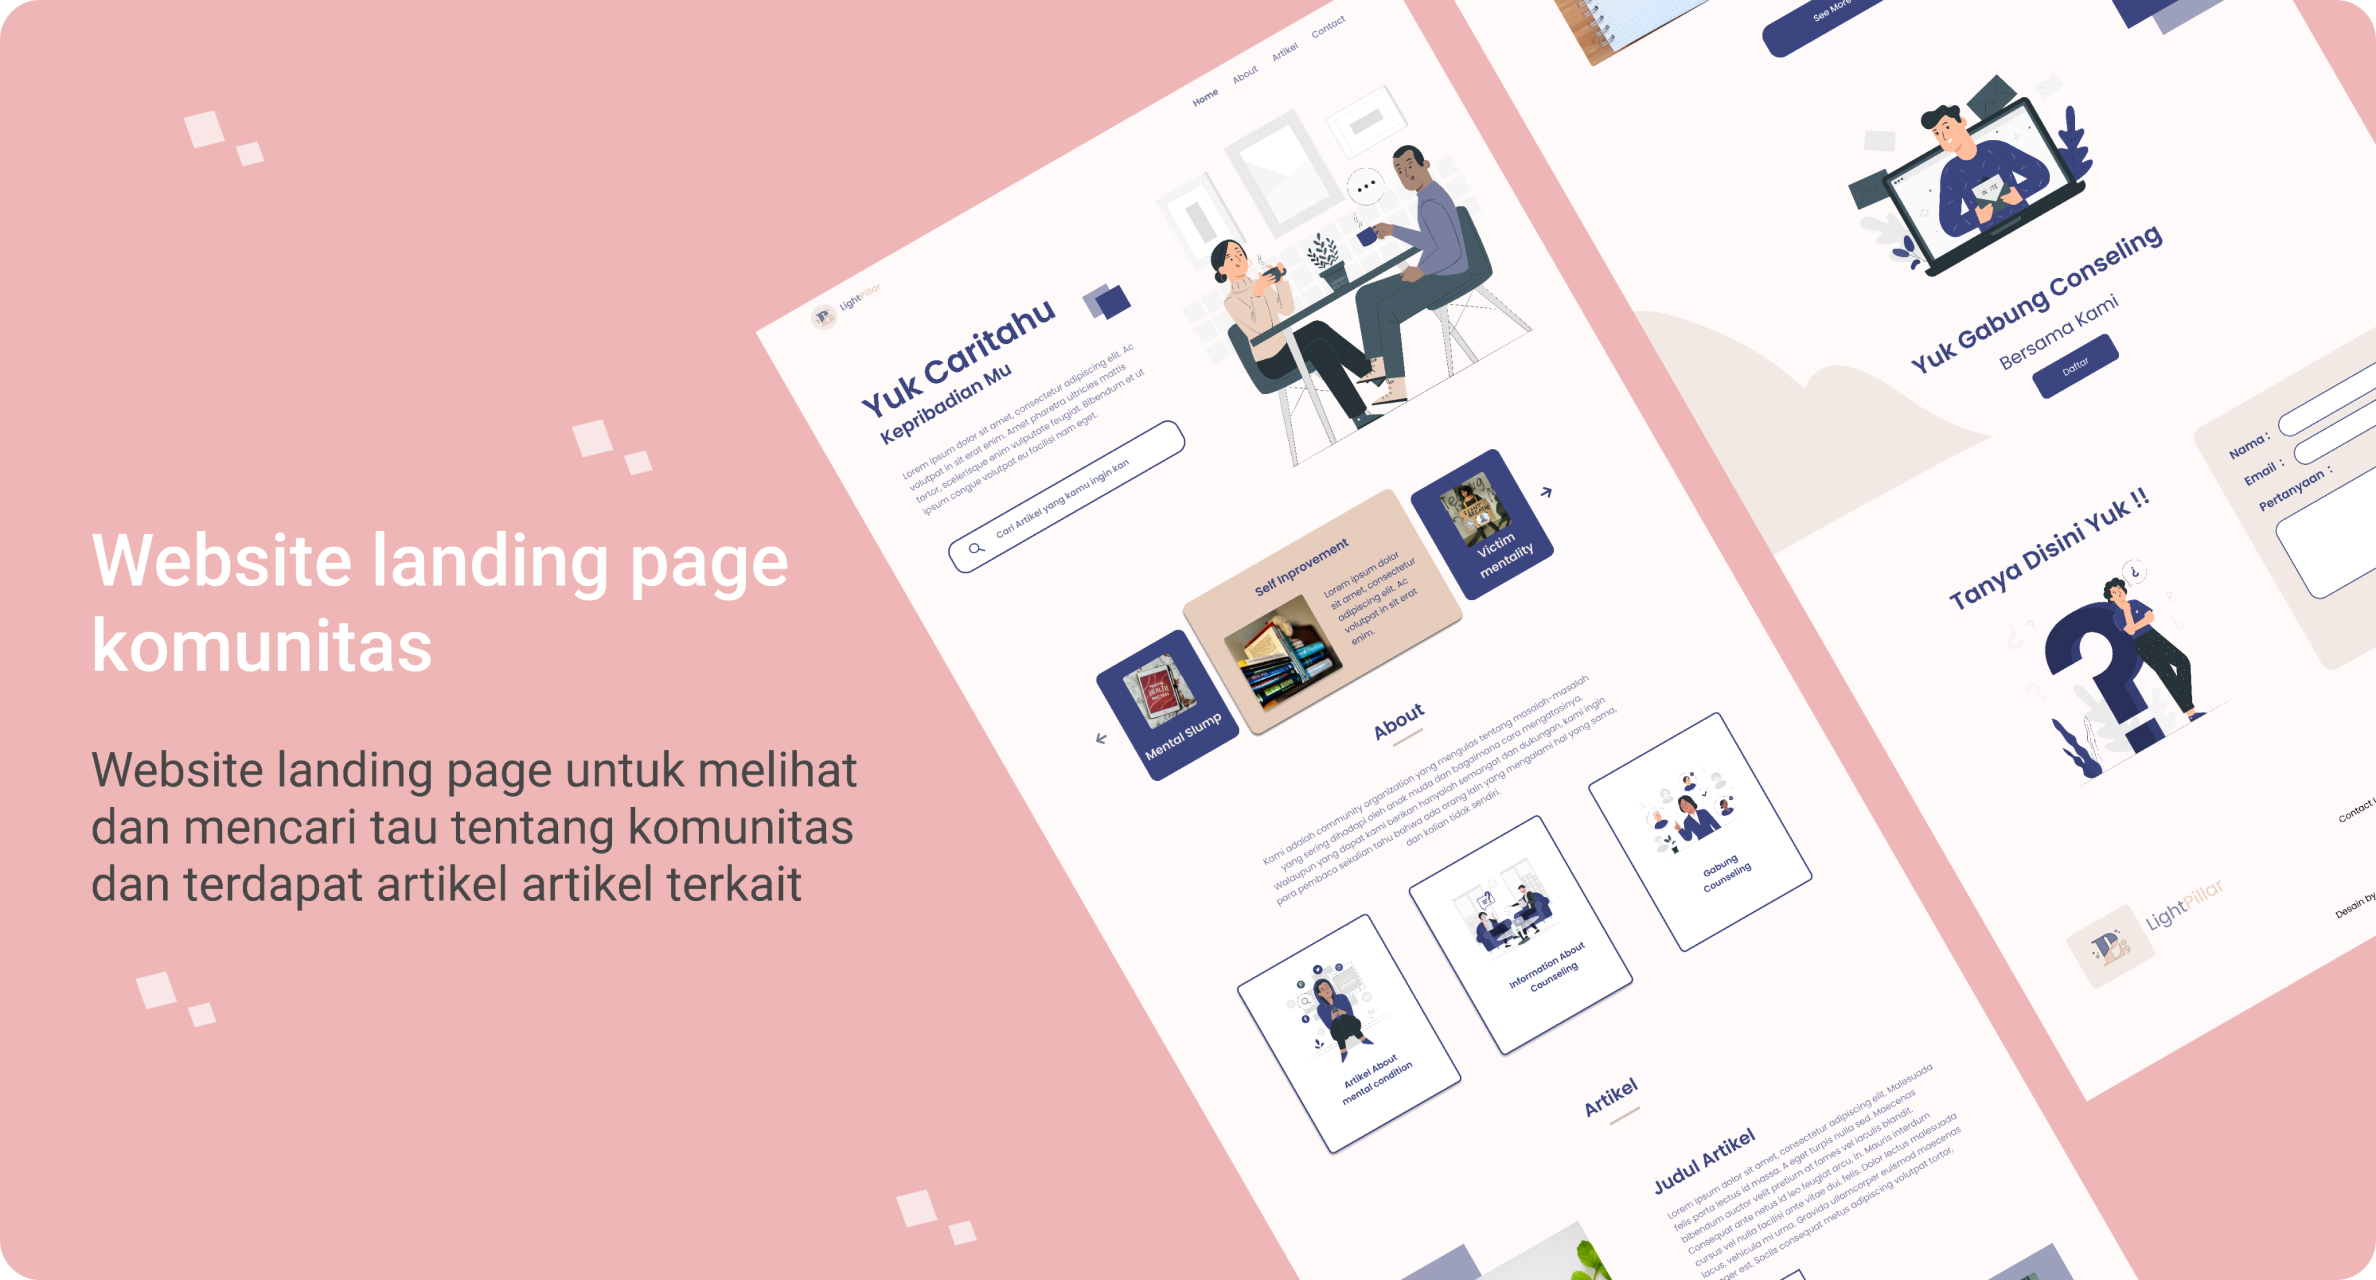 Website landing page
komunitas
Website landing page untuk melihat
dan mencari tau tentang komunitas
dan terdapat artikel artikel terkait
LightPillar
Home
About
Artikel
Contact
Yuk Caritahu
Kepribadian Mu
Lorem ipsum dolor sit amet, consectetur adipiscing elit. Ac
volutpat in sit erat enim. Amet pharetra ultricies mattis
tortor, scelerisque enim vulputate feugiat. Bibendum et ut
ipsum congue volutpat eu facilisi nam eget.
Cari Artikel yang kamu ingin kan
Mental Slump
Self Inprovement
Lorem ipsum dolor
sit amet, consectetur
adipiscing elit. Ac
volutpat in sit erat
enim.
Victim
mentality
About
Kami adalah community organization yang mengulas tentang masalah-masalah
yang sering dihadapi oleh anak muda dan bagaimana cara mengatasinya.
Walaupun yang dapat kami berikan hanyalah semangat dan dukungan, kami ingin
para pembaca sekalian tahu bahwa ada orang lain yang mengalami hal yang sama,
dan kalian tidak sendiri.
Artikel About
mental condition
Information About
Counseling
Gabung
Counseling
Artikel
Judul Artikel
Lorem ipsum dolor sit amet, consectetur adipiscing elit. Malesuada
felis porta lectus id massa. A eget turpis nulla sed. Maecenas
bibendum auctor velit pretium at fames vel iaculis blandit.
Consequat ante netus id leo feugiat arcu, in. Mauris interdum
cursus vel nulla facilisi ante vitae dui, felis. Dolor lectus malesuada
lacus, vehicula mi urna. Gravida ullamcorper euismod maecenas
eger est. Sociis consequat metus adipiscing volutpat tortor,
See More
Yuk Gabung Conseling
Bersama Kami
Daftar
Tanya Disini Yuk !!
Nama :
Email :
Pertanyaan :
Contact
LightPillar
Desain by